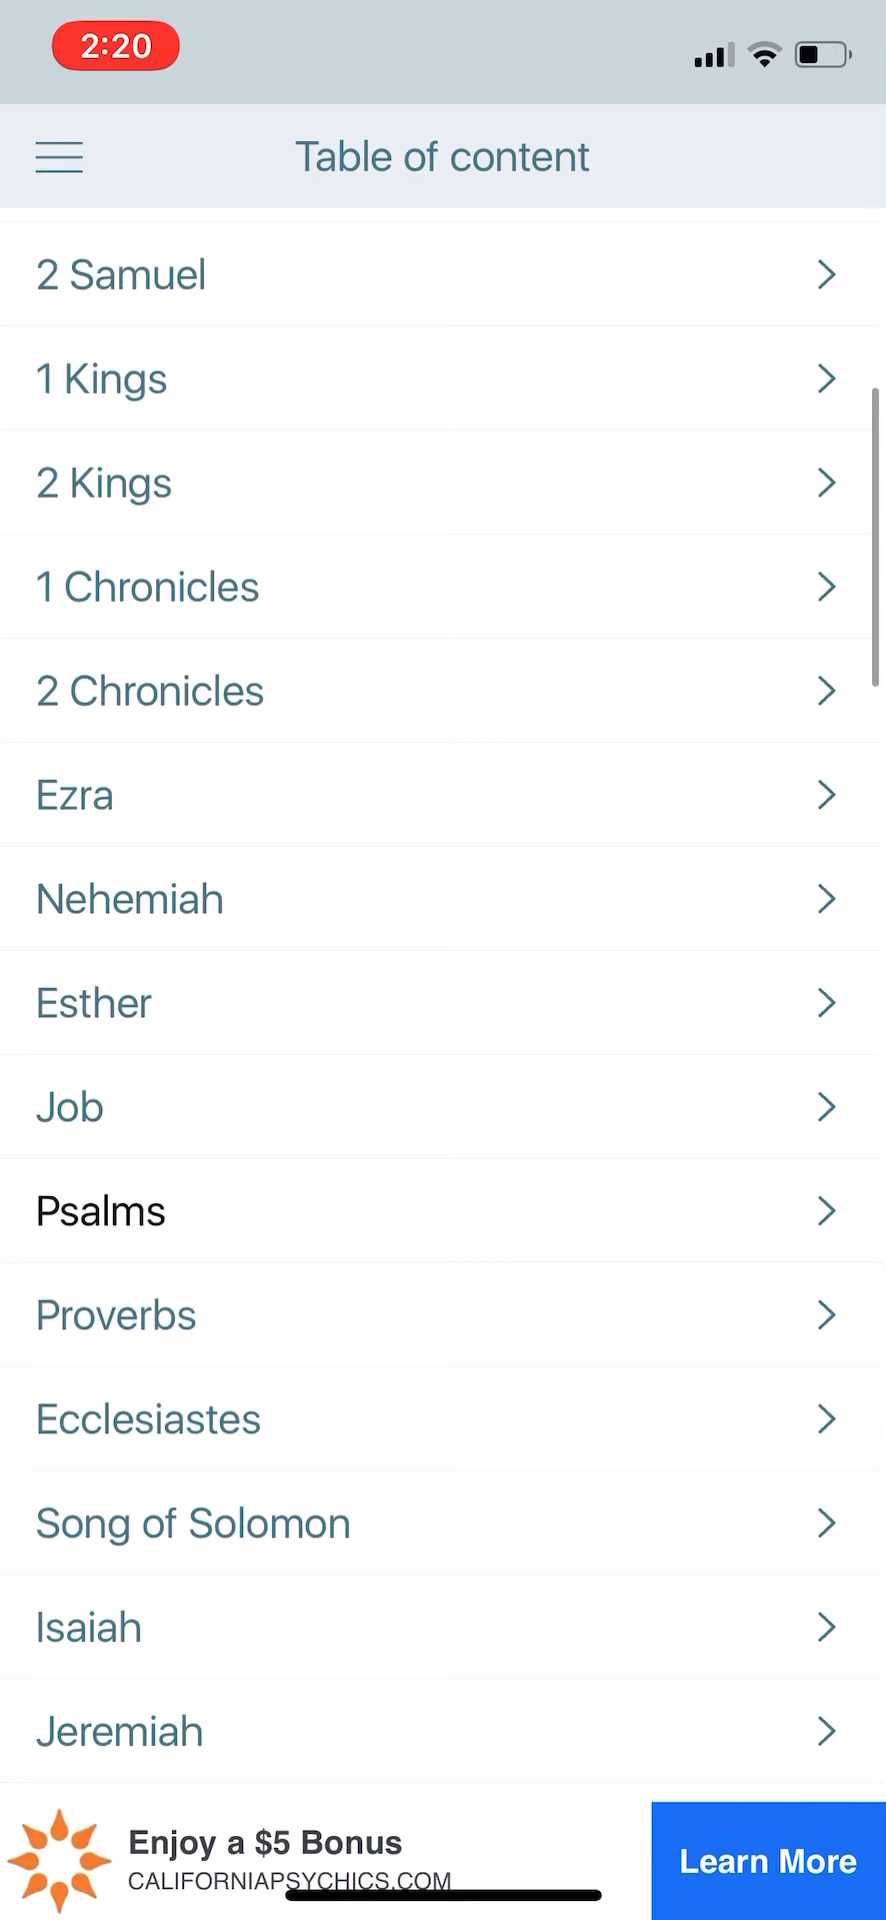 2:20
Table of content
2 Samuel
1 Kings
2 Kings
1 Chronicles
2 Chronicles
Ezra
Nehemiah
Esther
Job
Psalms
Proverbs
Ecclesiastes
Song of Solomon
Isaiah
Jeremiah
Enjoy a $5 Bonus
CALIFORNIAPSYCHICS.COM
Learn More